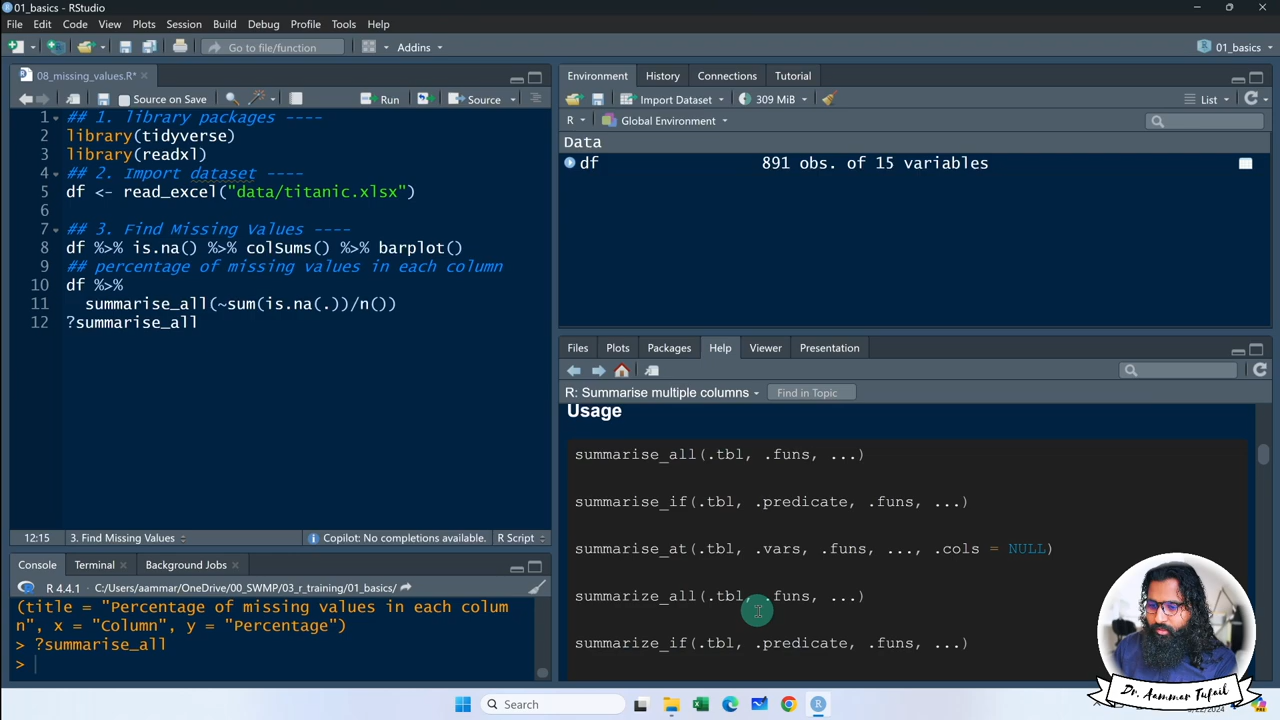 01_basics - RStudio
File Edit Code View Plots Session Build Debug Profile Tools Help
Go to file/function Addins 01_basics
08_missing_values.R*
Source on Save Run Source
1 ## 1. library packages ----
2 library(tidyverse)
3 library(readxl)
4 ## 2. Import dataset ----
5 df <- read_excel("data/titanic.xlsx")
6
7 ## 3. Find Missing Values ----
8 df %>% is.na() %>% colSums() %>% barplot()
9 ## percentage of missing values in each column
10 df %>%
11 summarise_all(~sum(is.na(.))/n())
12 ?summarise_all
12:15 3. Find Missing Values Copilot: No completions available. R Script
Console Terminal Background Jobs
R 4.4.1 · C:/Users/aammar/OneDrive/00_SWMP/03_r_training/01_basics/
(title = "Percentage of missing values in each colum
n", x = "Column", y = "Percentage")
> ?summarise_all
>
Environment History Connections Tutorial
Import Dataset 309 MiB List
R Global Environment
Data
df 891 obs. of 15 variables
Files Plots Packages Help Viewer Presentation
R: Summarise multiple columns Find in Topic
Usage
summarise_all(.tbl, .funs, ...)
summarise_if(.tbl, .predicate, .funs, ...)
summarise_at(.tbl, .vars, .funs, ..., .cols = NULL)
summarize_all(.tbl, .funs, ...)
summarize_if(.tbl, .predicate, .funs, ...)
Dr. Aammar Tufail
Search